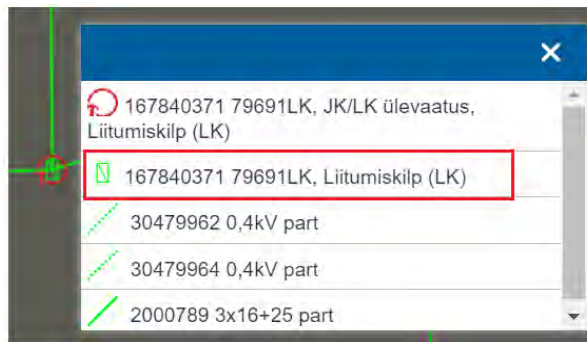 167840371 79691LK, JK/LK ülevaatus,
Liitumiskilp (LK)
167840371 79691LK, Liitumiskilp (LK)
30479962 0,4kV part
30479964 0,4kV part
2000789 3x16+25 part